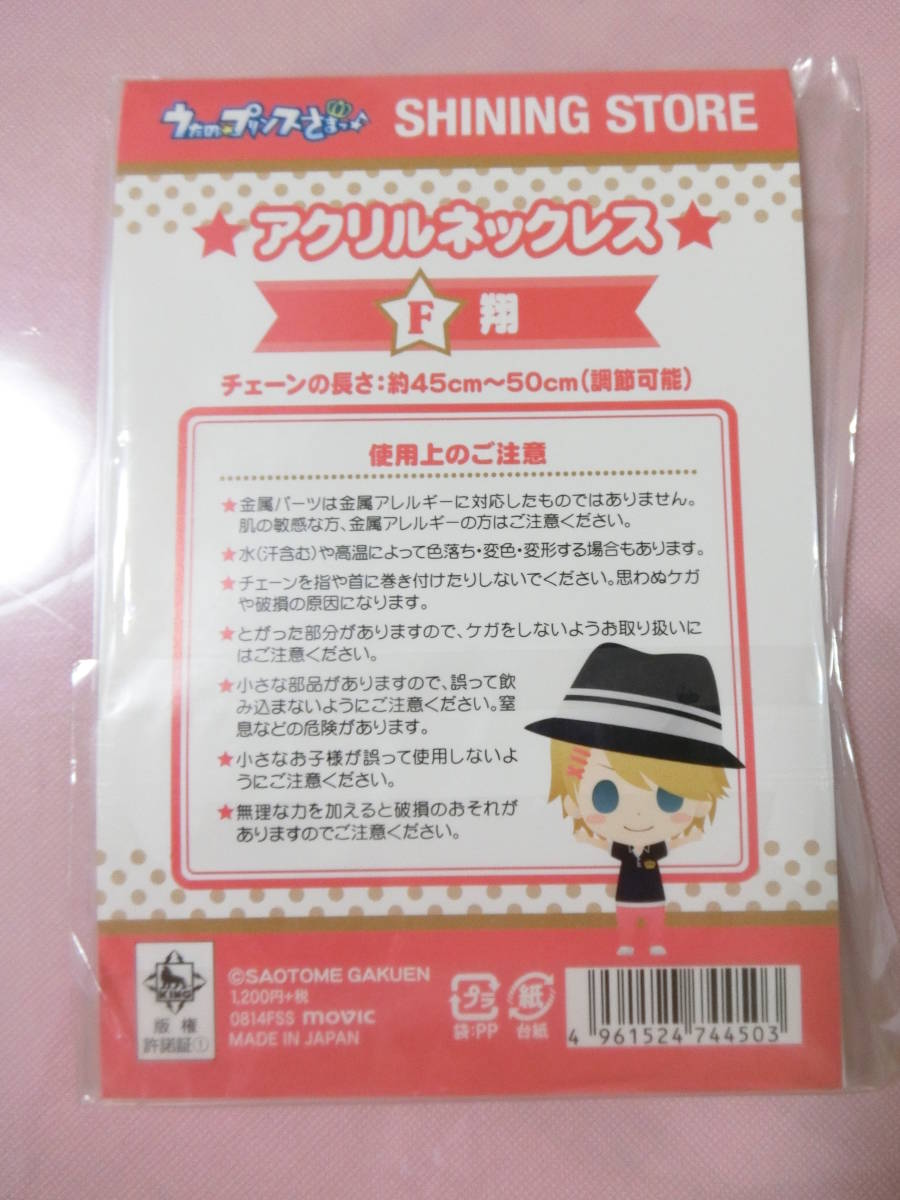 うたの☆プリンスさまっ♪ SHINING STORE
★アクリルネックレス★
F 翔
チェーンの長さ:約45cm~50cm(調節可能)
使用上のご注意
★金属パーツは金属アレルギーに対応したものではありません。
肌の敏感な方、金属アレルギーの方はご注意ください。
★水(汗含む)や高温によって色落ち・変色・変形する場合もあります。
★チェーンを指や首に巻き付けたりしないでください。思わぬケガ
や破損の原因になります。
★とがった部分がありますので、ケガをしないようお取り扱いに
はご注意ください。
★小さな部品がありますので、誤って飲
み込まないようにご注意ください。窒
息などの危険があります。
★小さなお子様が誤って使用しないよ
うにご注意ください。
★無理な力を加えると破損のおそれが
ありますのでご注意ください。
KING
版権
許諾証①
©SAOTOME GAKUEN
1,200円+税
0814FSS movic
MADE IN JAPAN
プラ
袋:PP
紙
台紙
4 961524 744503